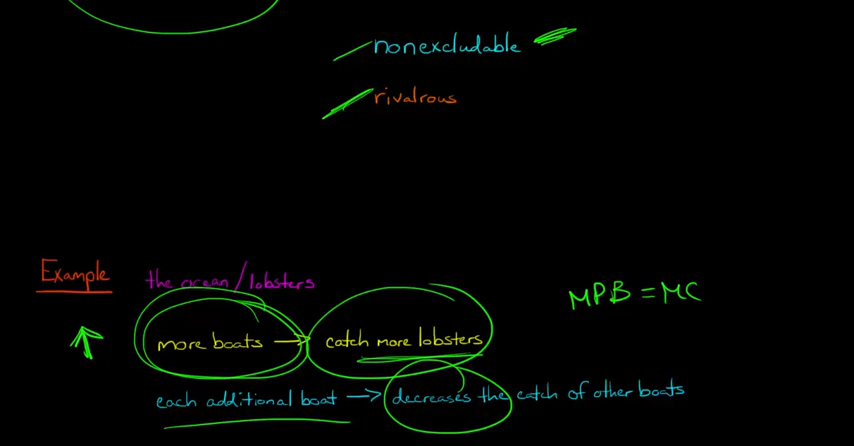 nonexcludable
rivalrous
Example
the ocean/lobsters
MPB = MC
more boats → catch more lobsters
each additional boat → decreases the catch of other boats